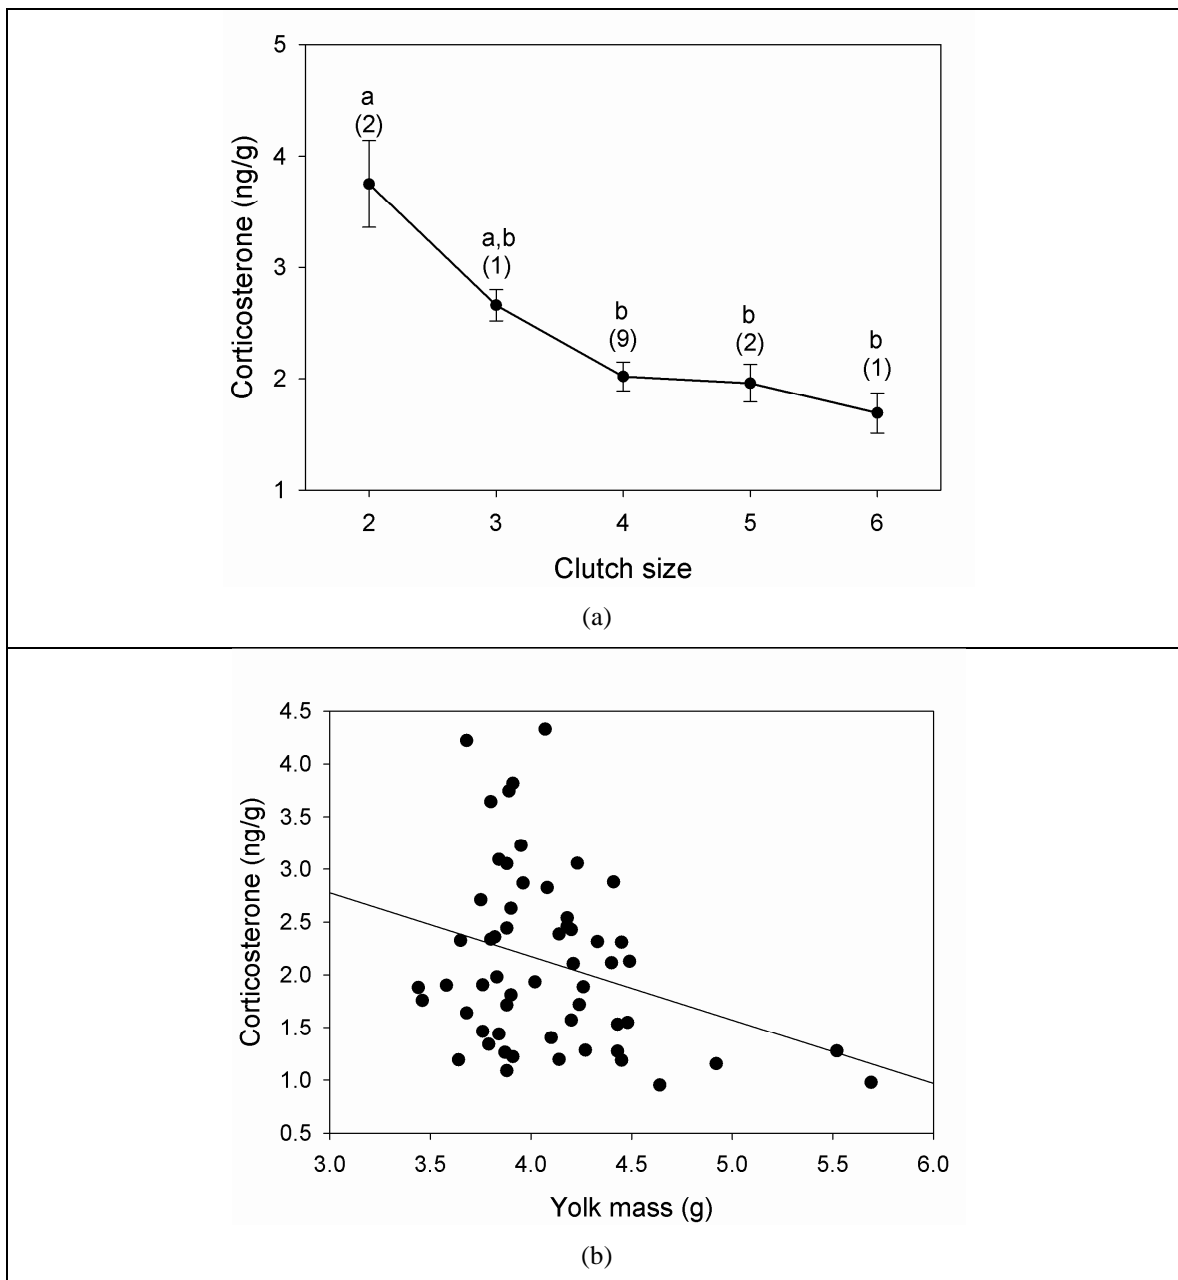 5
4
3
2
1
Corticosterone (ng/g)
a
(2)
a,b
(1)
b
(9)
b
(2)
b
(1)
2 3 4 5 6
Clutch size
(a)
4.5
4.0
3.5
3.0
2.5
2.0
1.5
1.0
0.5
Corticosterone (ng/g)
3.0 3.5 4.0 4.5 5.0 5.5 6.0
Yolk mass (g)
(b)